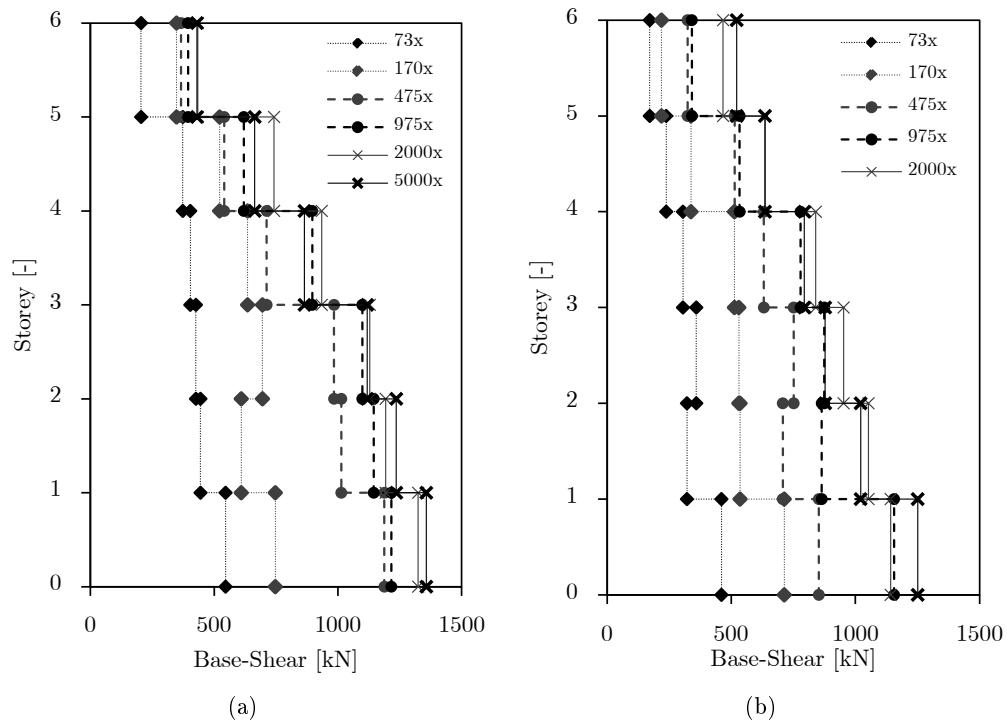 6
5
4
3
2
1
0
Storey [-]
73x
170x
475x
975x
2000x
5000x
0
500
1000
1500
Base-Shear [kN]
(a)
6
5
4
3
2
1
0
Storey [-]
73x
170x
475x
975x
2000x
0
500
1000
1500
Base-Shear [kN]
(b)